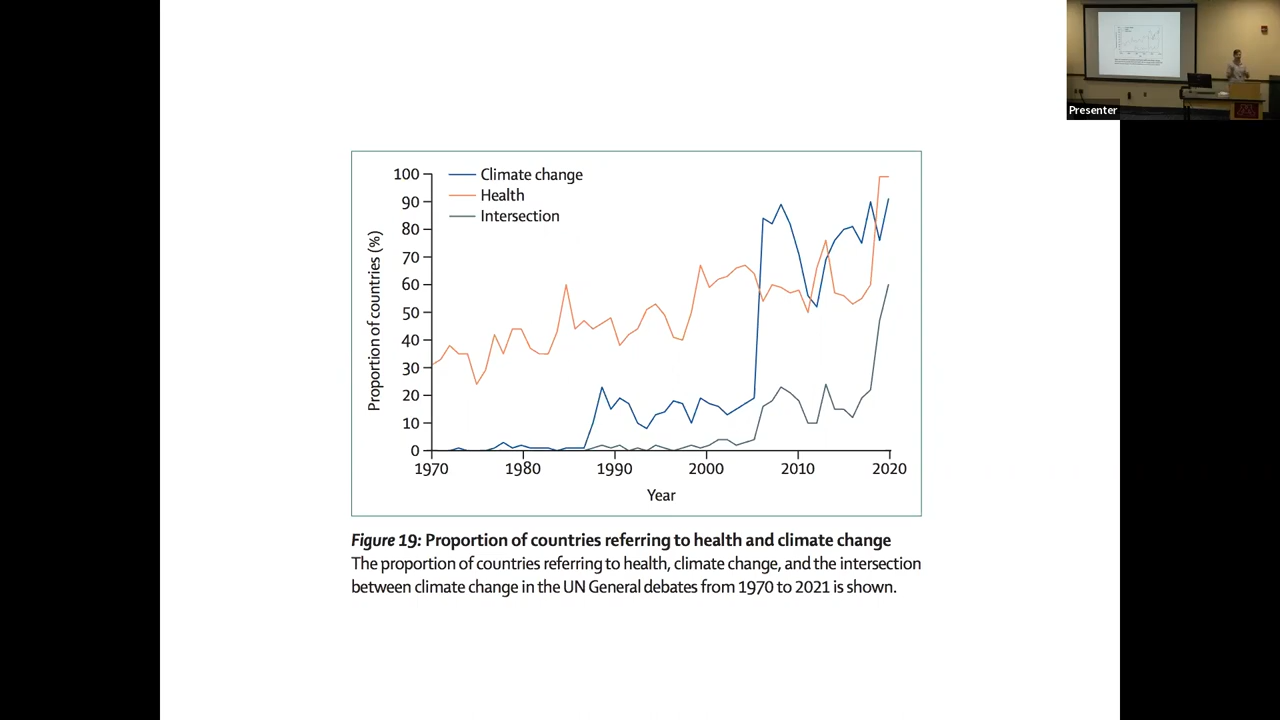 Presenter
100
90
80
70
60
50
40
30
20
10
0
Proportion of countries (%)
Climate change
Health
Intersection
1970 1980 1990 2000 2010 2020
Year
Figure 19: Proportion of countries referring to health and climate change
The proportion of countries referring to health, climate change, and the intersection
between climate change in the UN General debates from 1970 to 2021 is shown.